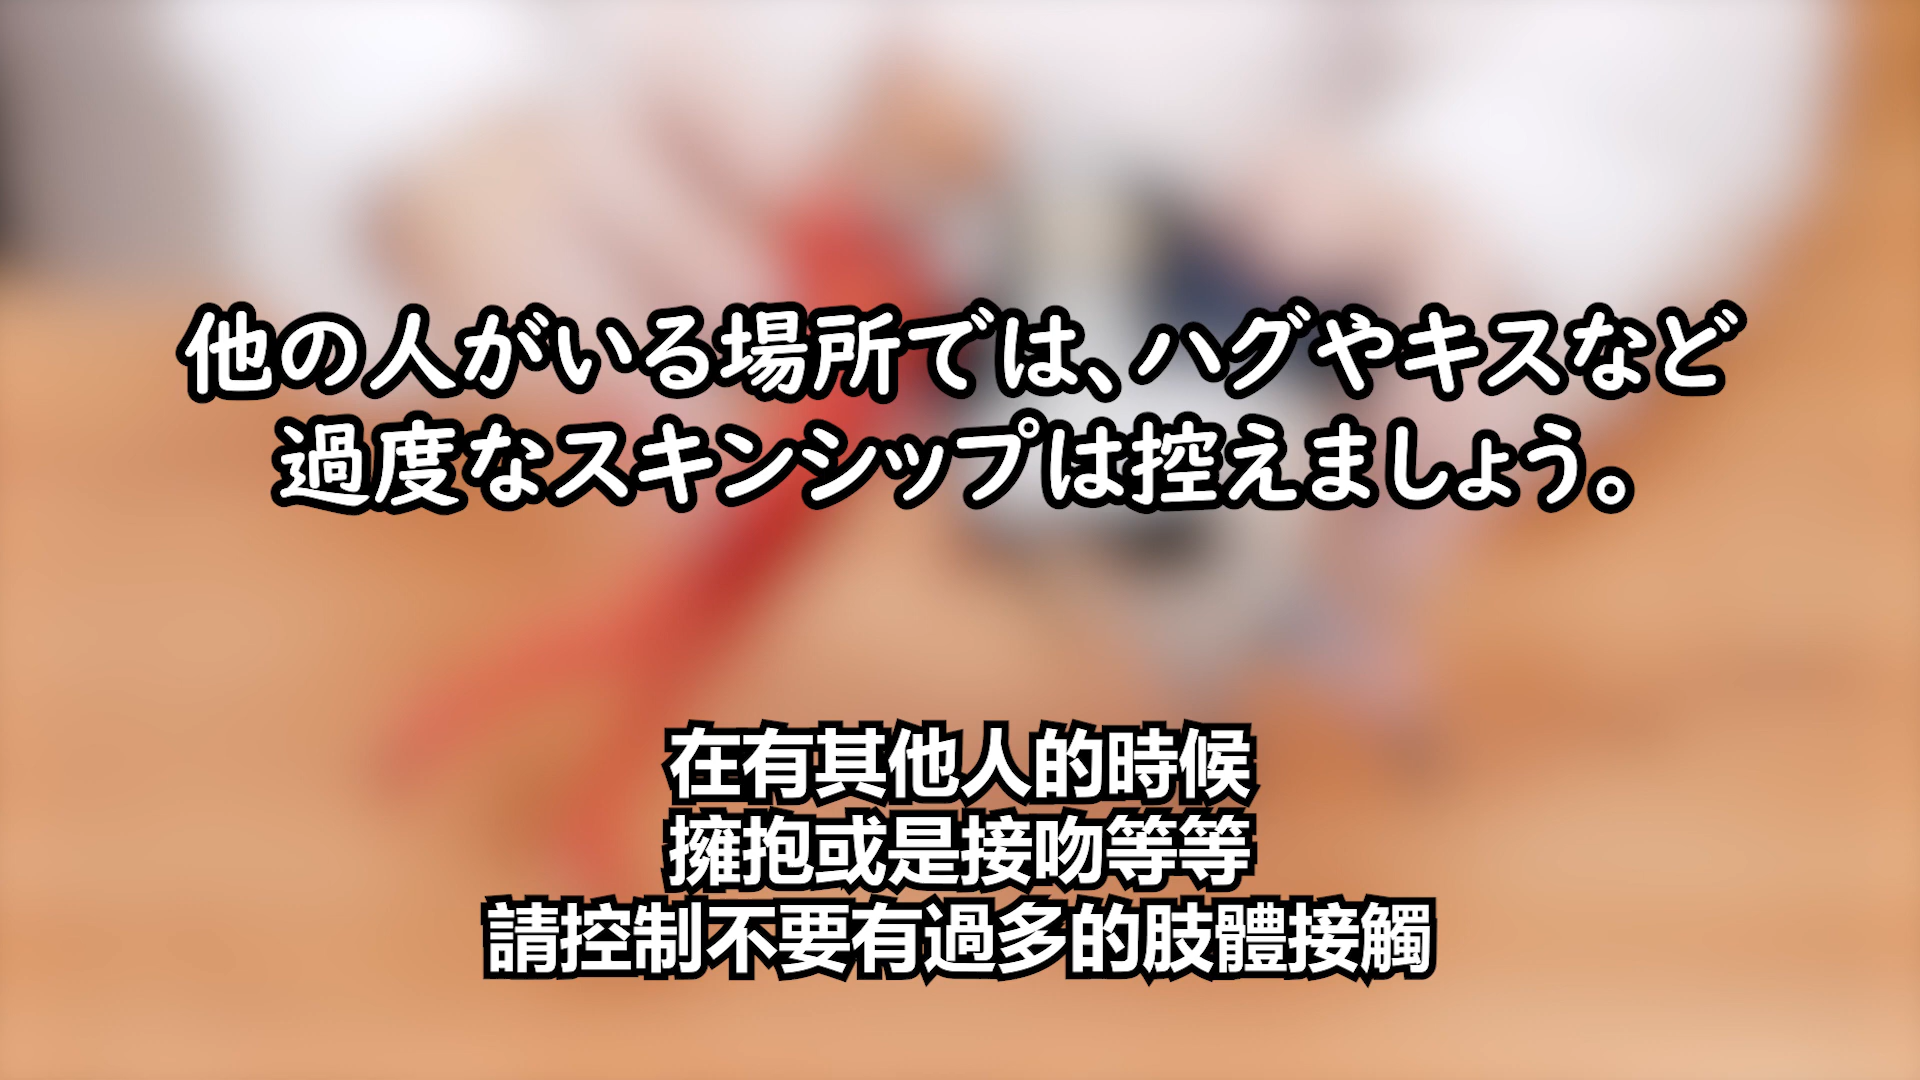 他の人がいる場所では、ハグやキスなど
過度なスキンシップは控えましょう。
在有其他人的時候
擁抱或是接吻等等
請控制不要有過多的肢體接觸